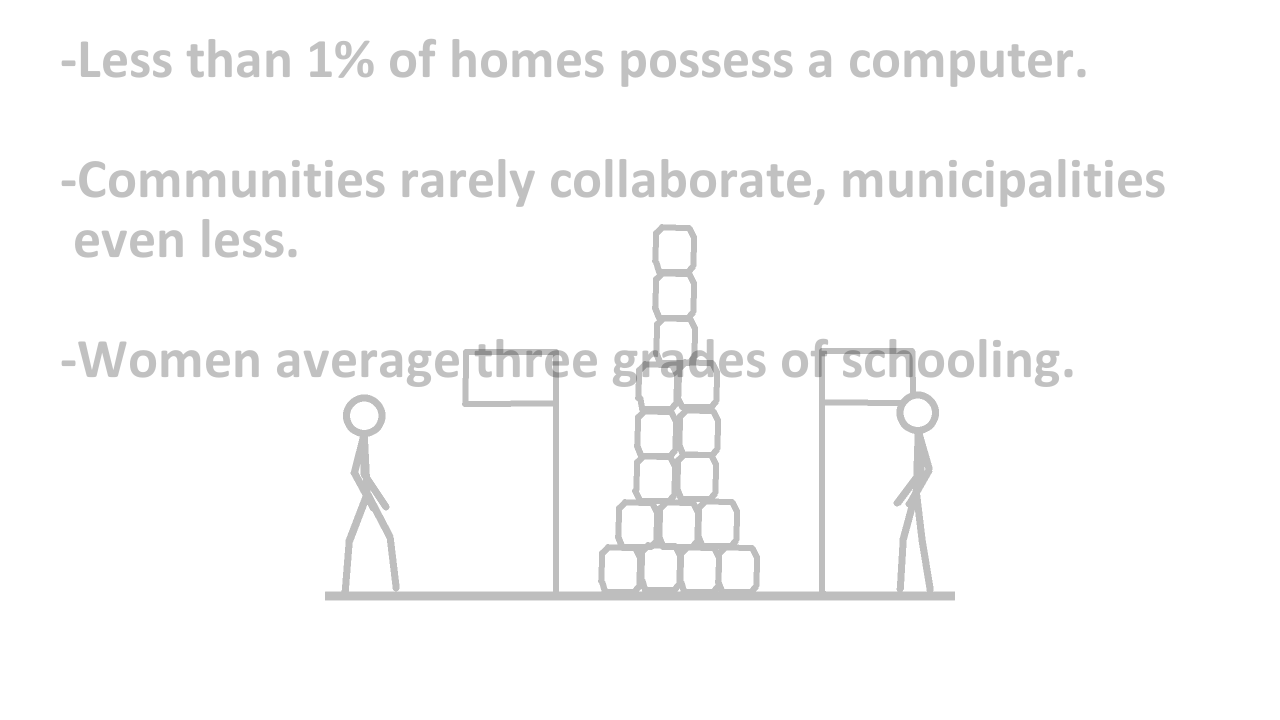 -Less than 1% of homes possess a computer.
-Communities rarely collaborate, municipalities
even less.
-Women average three grades of schooling.